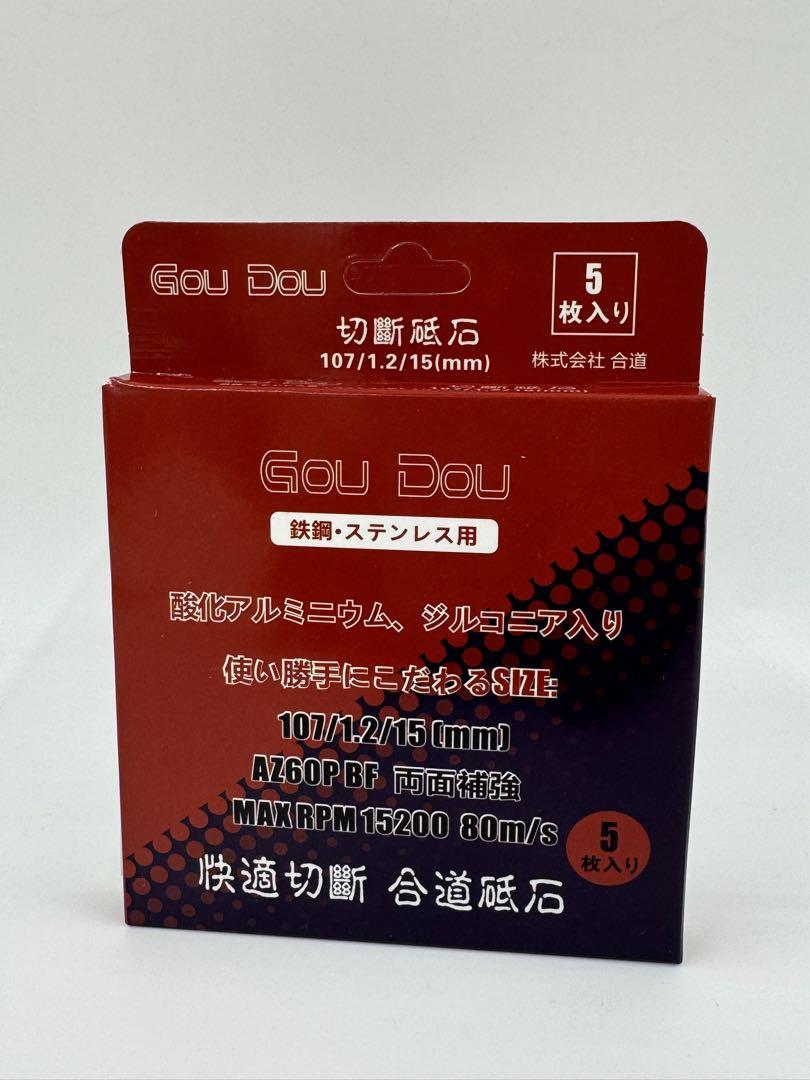 GOU DOU
5
枚入り
切斷砥石
107/1.2/15(mm)
株式会社 合道
GOU DOU
鉄鋼・ステンレス用
酸化アルミニウム、ジルコニア入り
使い勝手にこだわるSIZE:
107/1.2/15(mm)
AZ60P BF 両面補強
MAX RPM 15200 80m/s
5
枚入り
快適切斷 合道砥石